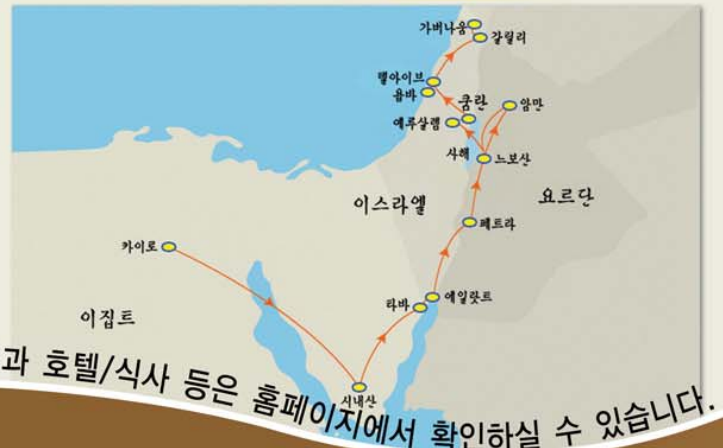 가버나움
갈릴리
텔아이브
욥바
쿰란
암만
예루살렘
사해
느보산
이스라엘
요르단
페트라
카이로
에일랏트
타바
이집트
시내산
과 호텔/식사 등은 홈페이지에서 확인하실 수 있습니다.